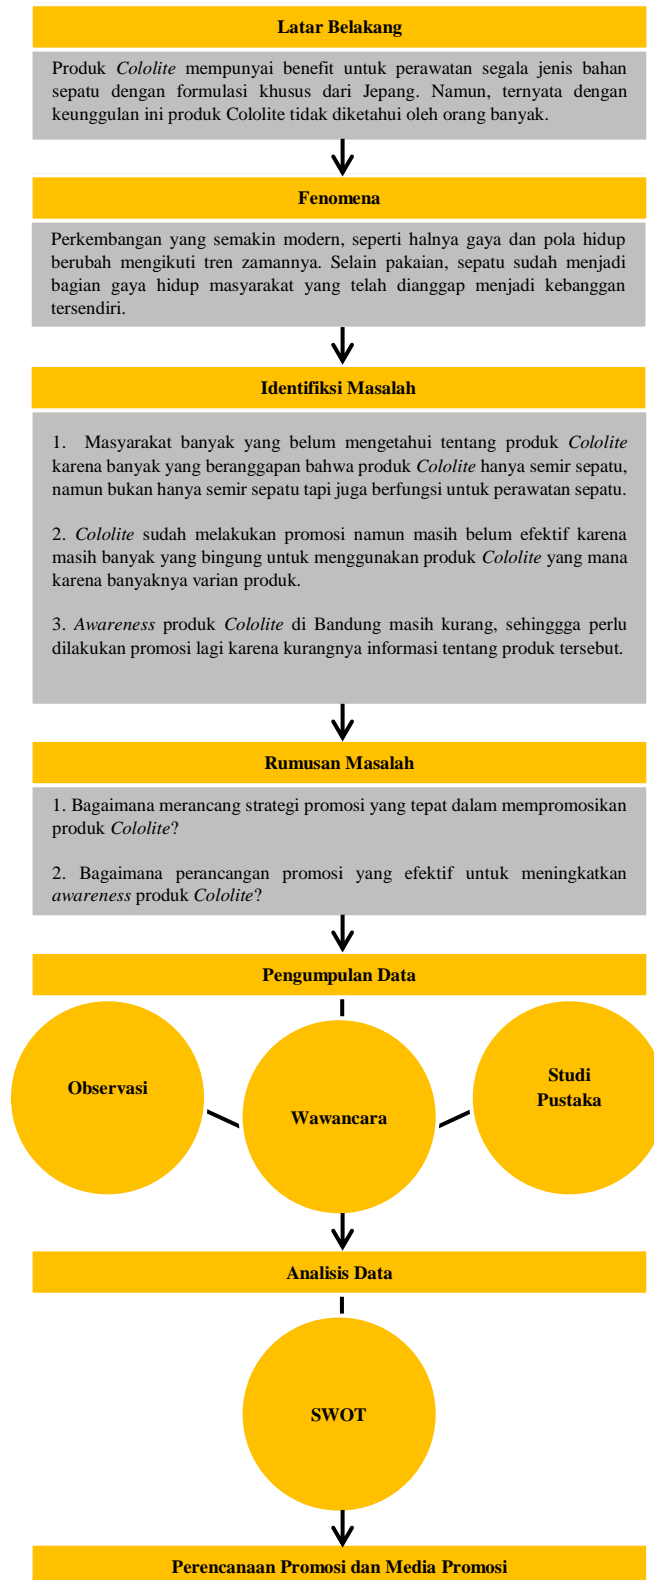 Latar Belakang
Produk Cololite mempunyai benefit untuk perawatan segala jenis bahan
sepatu dengan formulasi khusus dari Jepang. Namun, ternyata dengan
keunggulan ini produk Cololite tidak diketahui oleh orang banyak.
Fenomena
Perkembangan yang semakin modern, seperti halnya gaya dan pola hidup
berubah mengikuti tren zamannya. Selain pakaian, sepatu sudah menjadi
bagian gaya hidup masyarakat yang telah dianggap menjadi kebanggan
tersendiri.
Identifiksi Masalah
1. Masyarakat banyak yang belum mengetahui tentang produk Cololite
karena banyak yang beranggapan bahwa produk Cololite hanya semir sepatu,
namun bukan hanya semir sepatu tapi juga berfungsi untuk perawatan sepatu.
2. Cololite sudah melakukan promosi namun masih belum efektif karena
masih banyak yang bingung untuk menggunakan produk Cololite yang mana
karena banyaknya varian produk.
3. Awareness produk Cololite di Bandung masih kurang, sehinggga perlu
dilakukan promosi lagi karena kurangnya informasi tentang produk tersebut.
Rumusan Masalah
1. Bagaimana merancang strategi promosi yang tepat dalam mempromosikan
produk Cololite?
2. Bagaimana perancangan promosi yang efektif untuk meningkatkan
awareness produk Cololite?
Pengumpulan Data
Observasi
Wawancara
Studi
Pustaka
Analisis Data
SWOT
Perencanaan Promosi dan Media Promosi